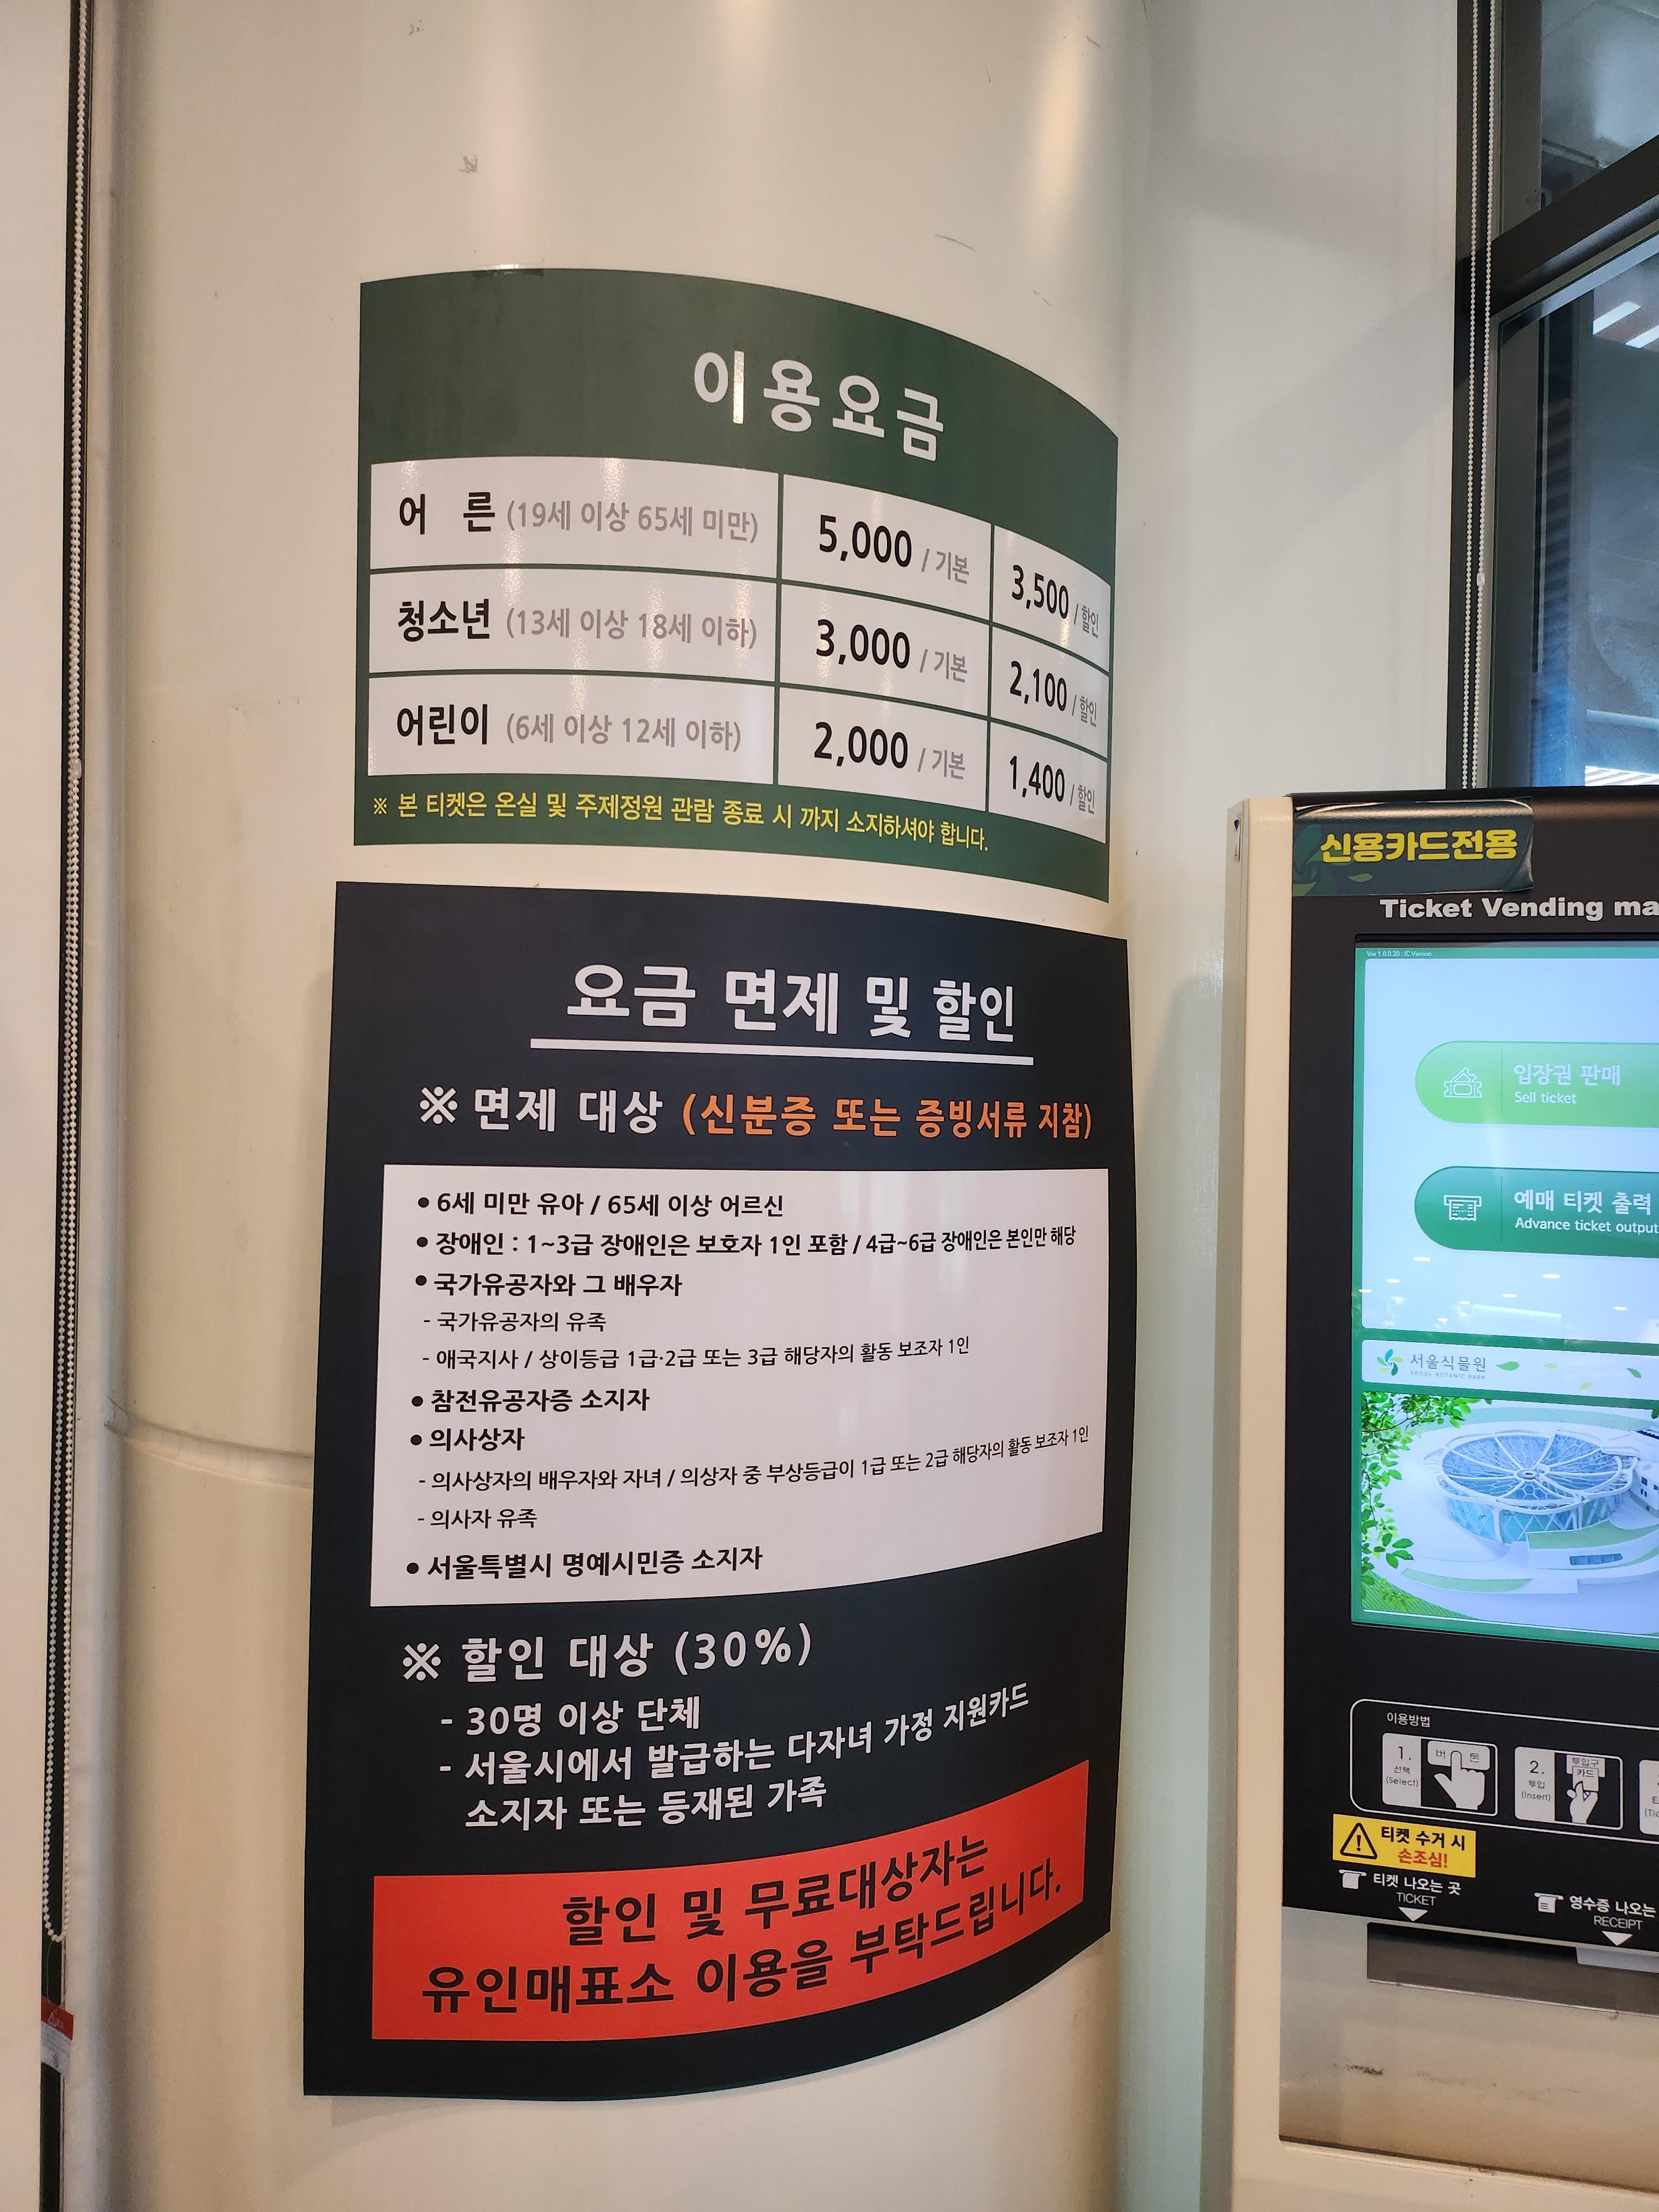 이용요금
어 른 (19세 이상 65세 미만) 5,000 / 기본 3,500 / 할인
청소년 (13세 이상 18세 이하) 3,000 / 기본 2,100 / 할인
어린이 (6세 이상 12세 이하) 2,000 / 기본 1,400 / 할인
※ 본 티켓은 온실 및 주제정원 관람 종료 시 까지 소지하셔야 합니다.
요금 면제 및 할인
※ 면제 대상 (신분증 또는 증빙서류 지참)
• 6세 미만 유아 / 65세 이상 어르신
• 장애인 : 1~3급 장애인은 보호자 1인 포함 / 4급~6급 장애인은 본인만 해당
• 국가유공자와 그 배우자
- 국가유공자의 유족
- 애국지사 / 상이등급 1급·2급 또는 3급 해당자의 활동 보조자 1인
• 참전유공자증 소지자
• 의사상자
- 의사상자의 배우자와 자녀 / 의상자 중 부상등급이 1급 또는 2급 해당자의 활동 보조자 1인
- 의사자 유족
• 서울특별시 명예시민증 소지자
※ 할인 대상 (30%)
- 30명 이상 단체
- 서울시에서 발급하는 다자녀 가정 지원카드
소지자 또는 등재된 가족
할인 및 무료대상자는
유인매표소 이용을 부탁드립니다.
신용카드전용
Ticket Vending ma
Ver 1.0.0.20 | IC Version
입장권 판매
Sell ticket
예매 티켓 출력
Advance ticket output
서울식물원
SEOUL BOTANIC PARK
이용방법
1. 선택 (Select)
버 튼
2. 투입 (Insert)
투입구
카드
티켓 수거 시
손조심!
티켓 나오는 곳
TICKET
영수증 나오는
RECEIPT